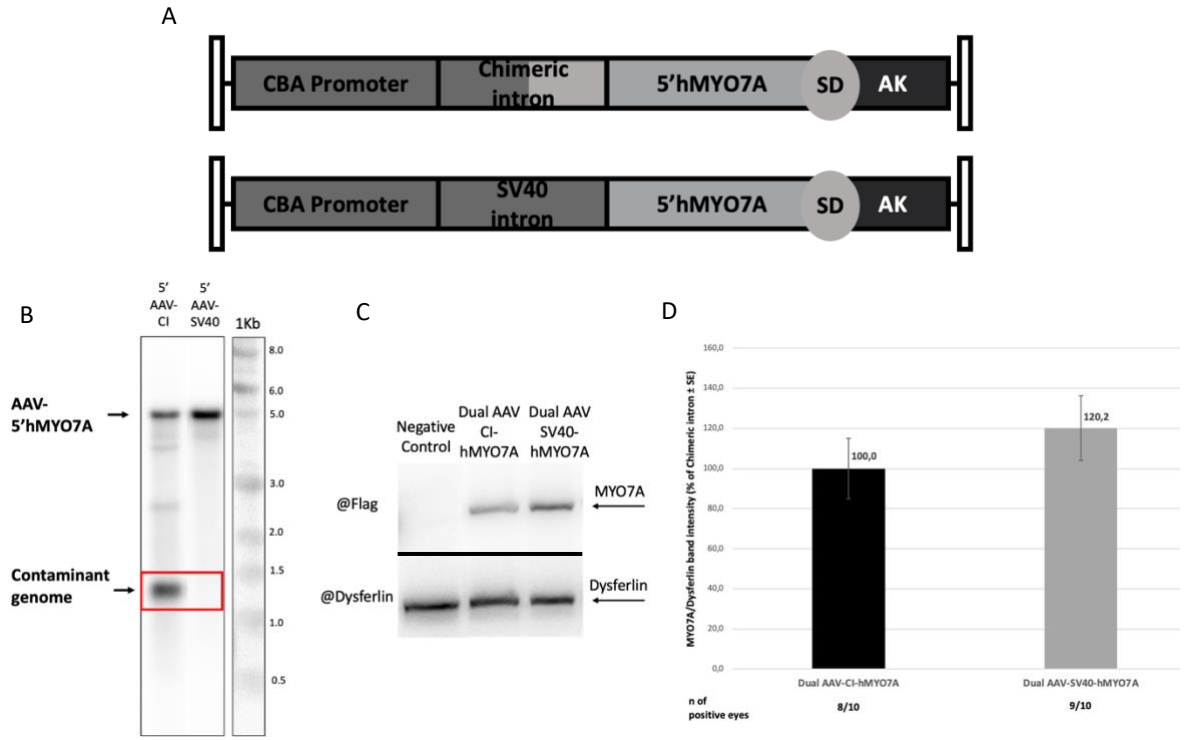 A
CBA Promoter
Chimeric
intron
5’hMYO7A
SD
AK
CBA Promoter
SV40
intron
5’hMYO7A
SD
AK
B
5’
AAV-
CI
5’
AAV-
SV40
1Kb
8.0
6.0
5.0
3.0
2.0
1.5
1.0
0.5
AAV-
5’hMYO7A
Contaminant
genome
C
Negative
Control
Dual AAV
CI-
hMYO7A
Dual AAV
SV40-
hMYO7A
@Flag
MYO7A
@Dysferlin
Dysferlin
D
MYO7A/Dysferlin band intensity (% of Chimeric intron ± SE)
160,0
140,0
120,0
100,0
80,0
60,0
40,0
20,0
0,0
100,0
120,2
Dual AAV-CI-hMYO7A
Dual AAV-SV40-hMYO7A
n of
positive eyes
8/10
9/10